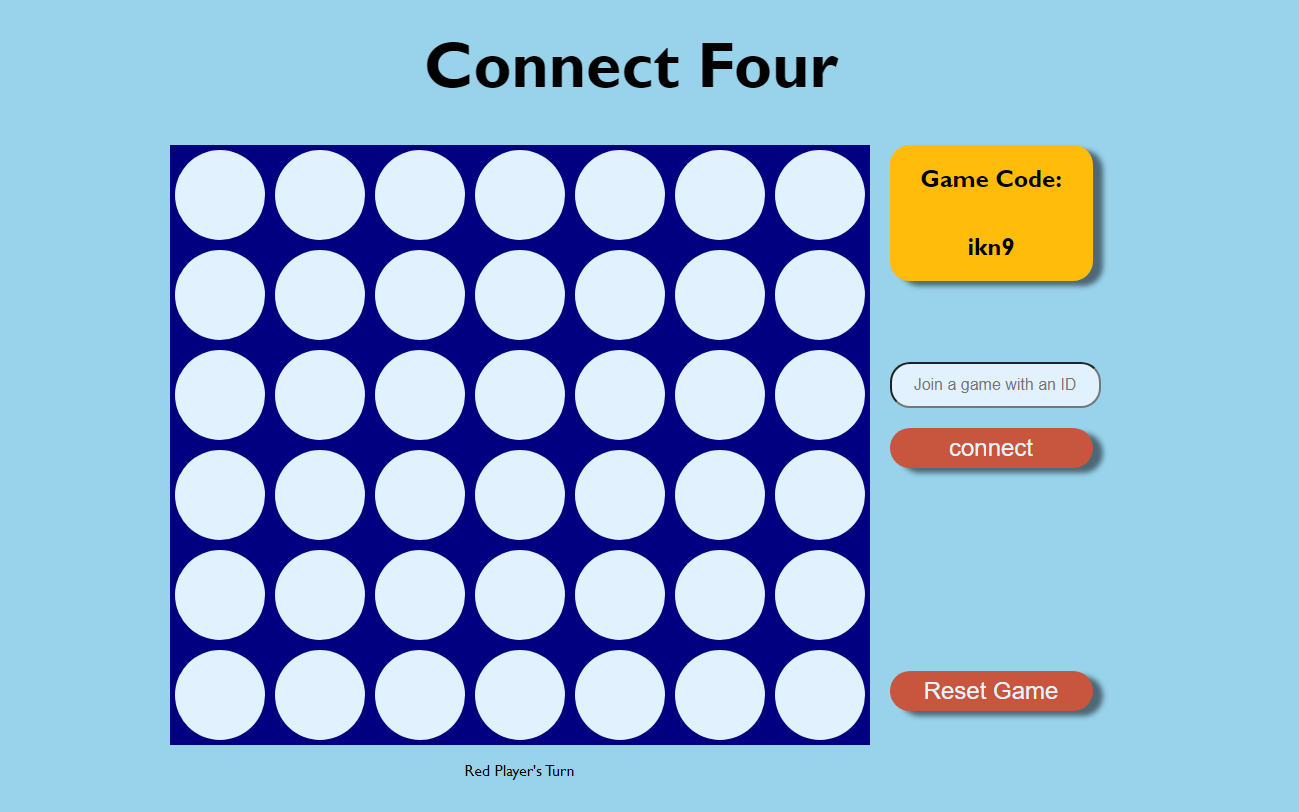 Connect Four
Game Code:
ikn9
Join a game with an ID
connect
Reset Game
Red Player's Turn